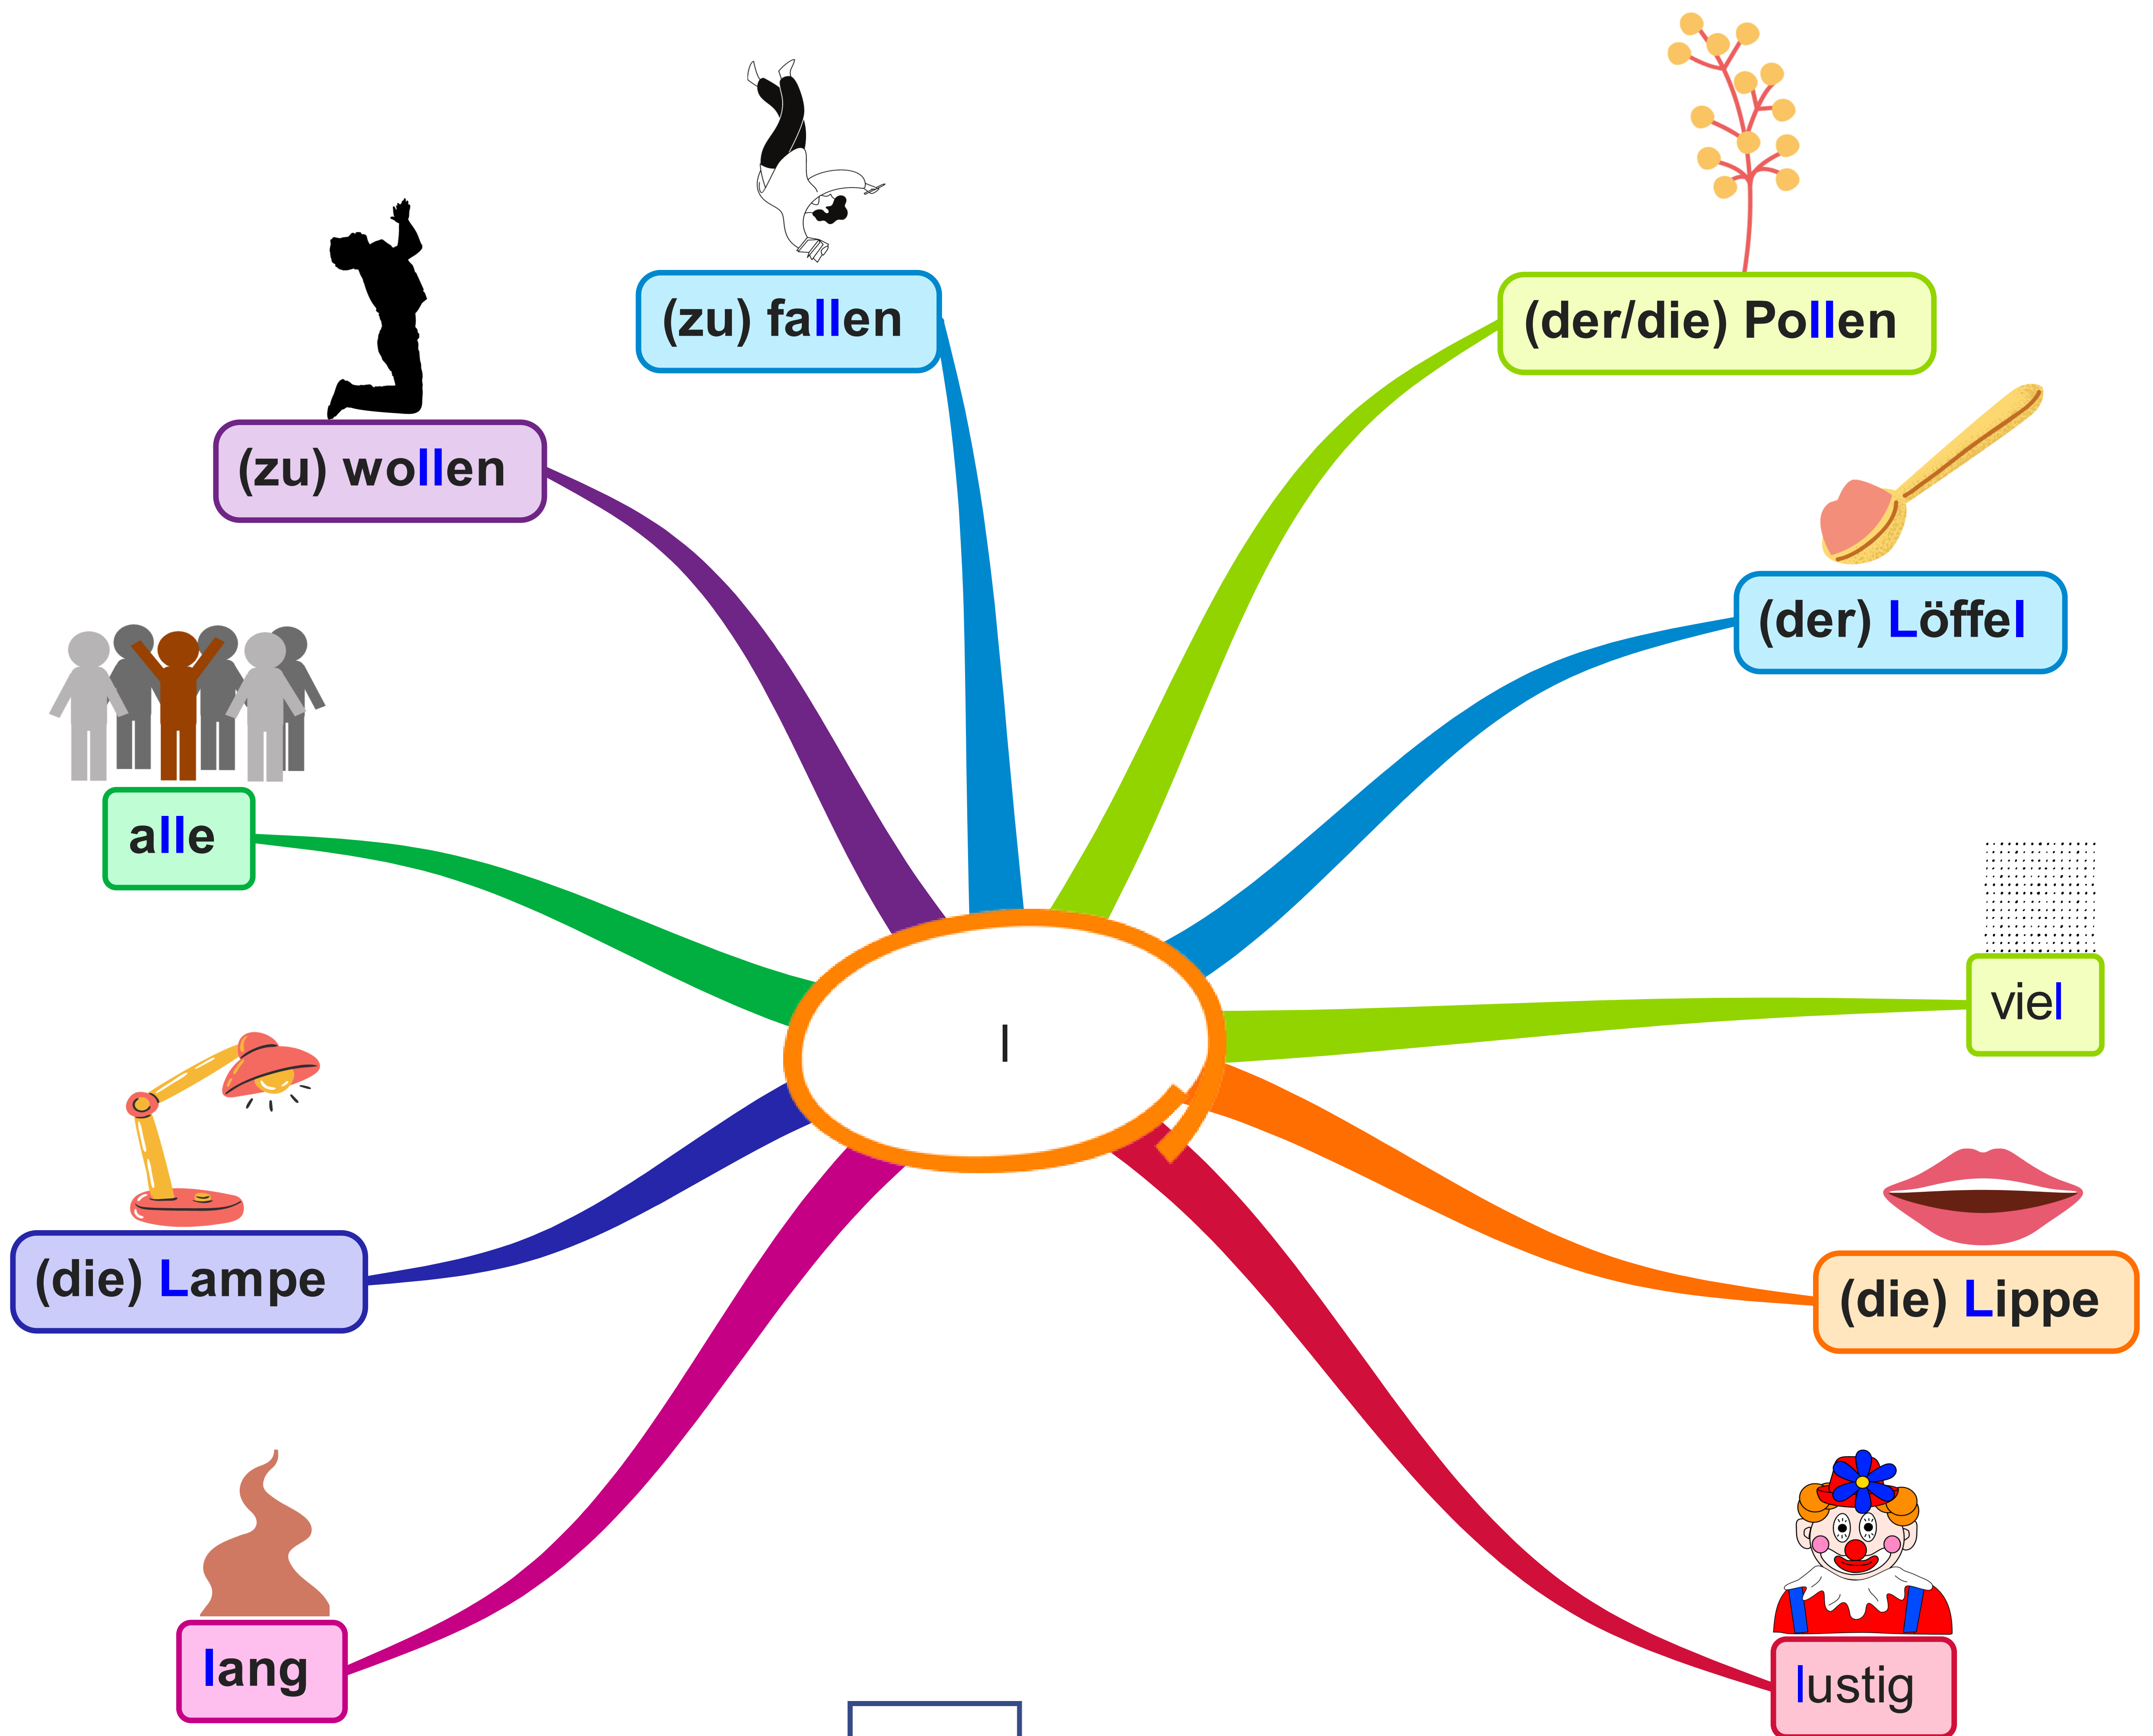 (zu) fallen
(der/die) Pollen
(zu) wollen
(der) Löffel
alle
viel
l
(die) Lampe
(die) Lippe
lang
lustig